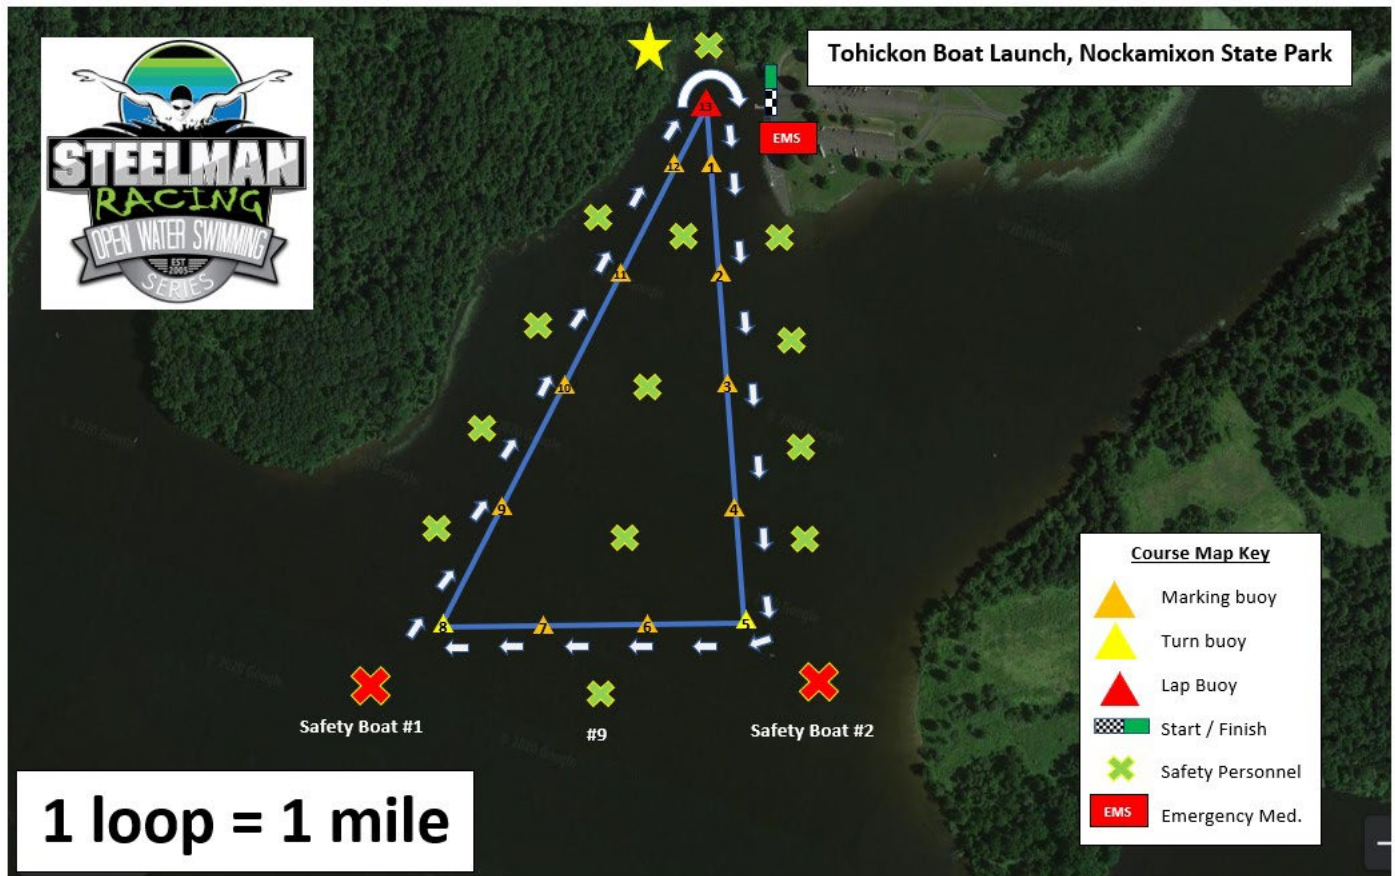 Tohickon Boat Launch, Nockamixon State Park
STEELMAN
RACING
OPEN WATER SWIMMING
EST
2005
SERIES
13
EMS
12
1
11
2
10
3
9
4
8
7
6
5
Safety Boat #1
#9
Safety Boat #2
1 loop = 1 mile
Course Map Key
Marking buoy
Turn buoy
Lap Buoy
Start / Finish
Safety Personnel
EMS
Emergency Med.
© 2020 Google